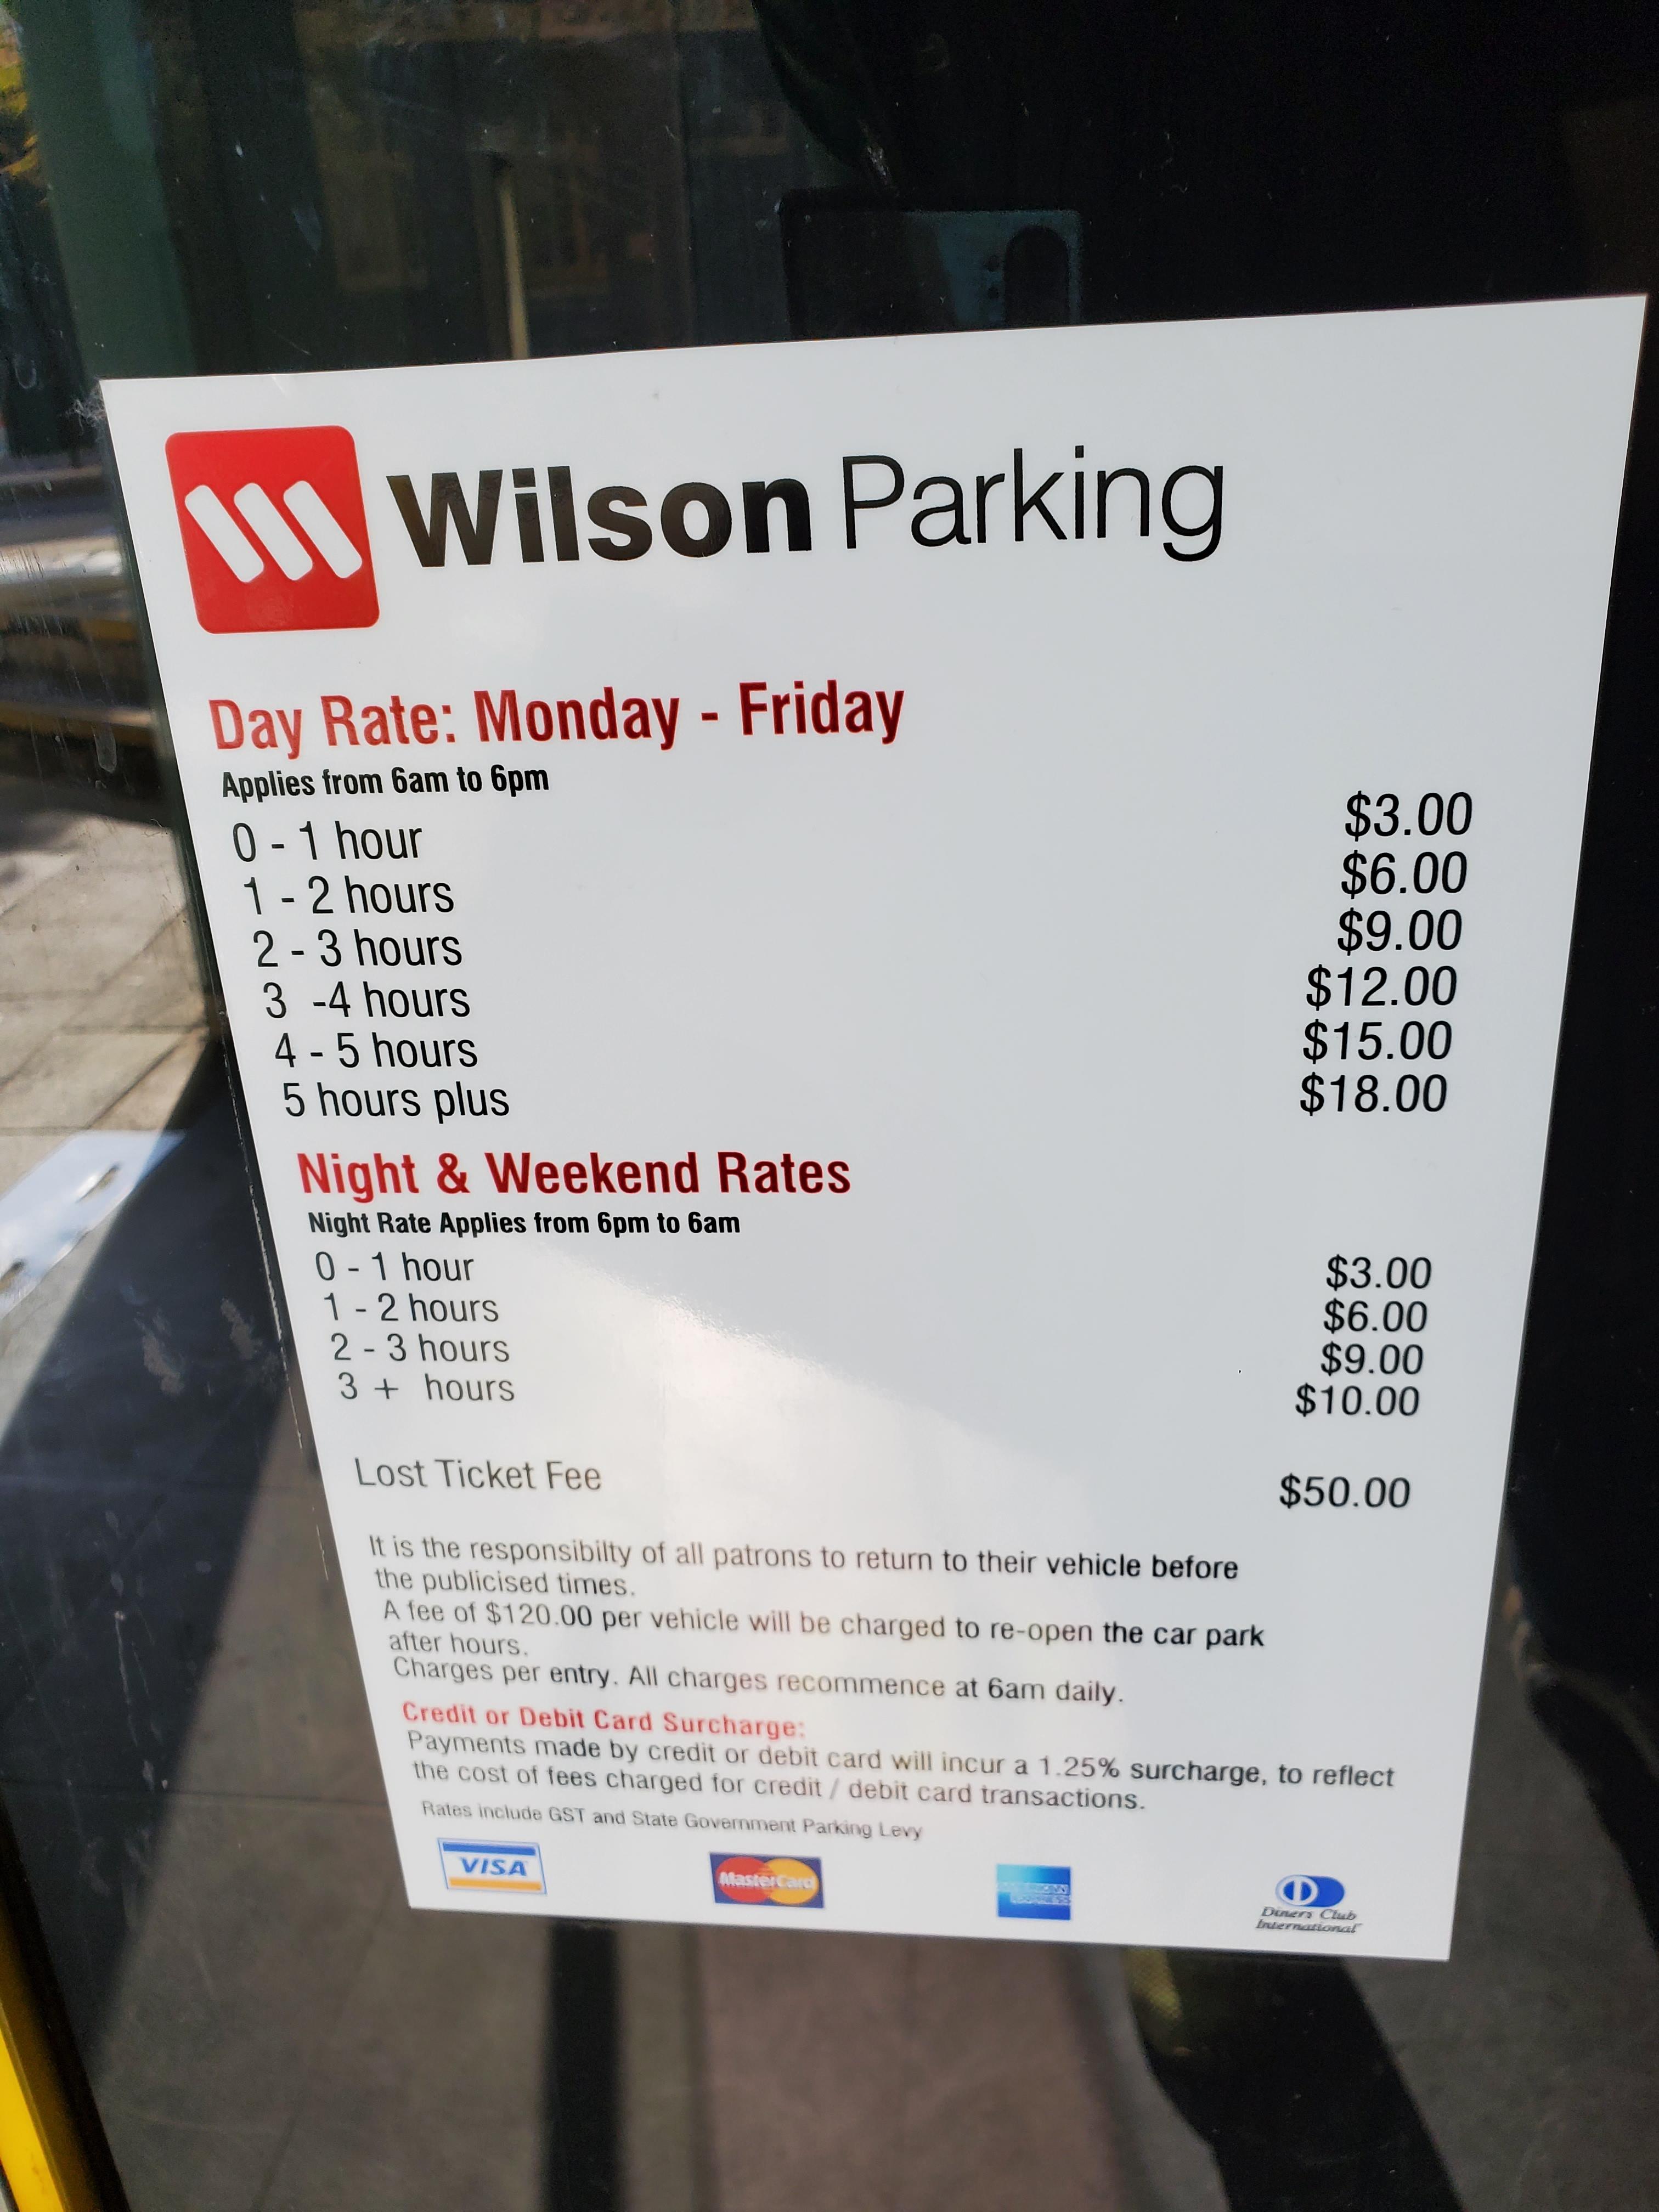 Wilson Parking
Day Rate: Monday - Friday
Applies from 6am to 6pm
0 - 1 hour $3.00
1 - 2 hours $6.00
2 - 3 hours $9.00
3 -4 hours $12.00
4 - 5 hours $15.00
5 hours plus $18.00
Night & Weekend Rates
Night Rate Applies from 6pm to 6am
0 - 1 hour $3.00
1 - 2 hours $6.00
2 - 3 hours $9.00
3 + hours $10.00
Lost Ticket Fee $50.00
It is the responsibilty of all patrons to return to their vehicle before
the publicised times.
A fee of $120.00 per vehicle will be charged to re-open the car park
after hours.
Charges per entry. All charges recommence at 6am daily.
Credit or Debit Card Surcharge:
Payments made by credit or debit card will incur a 1.25% surcharge, to reflect
the cost of fees charged for credit / debit card transactions.
Rates include GST and State Government Parking Levy
VISA MasterCard AMERICAN EXPRESS Diners Club International